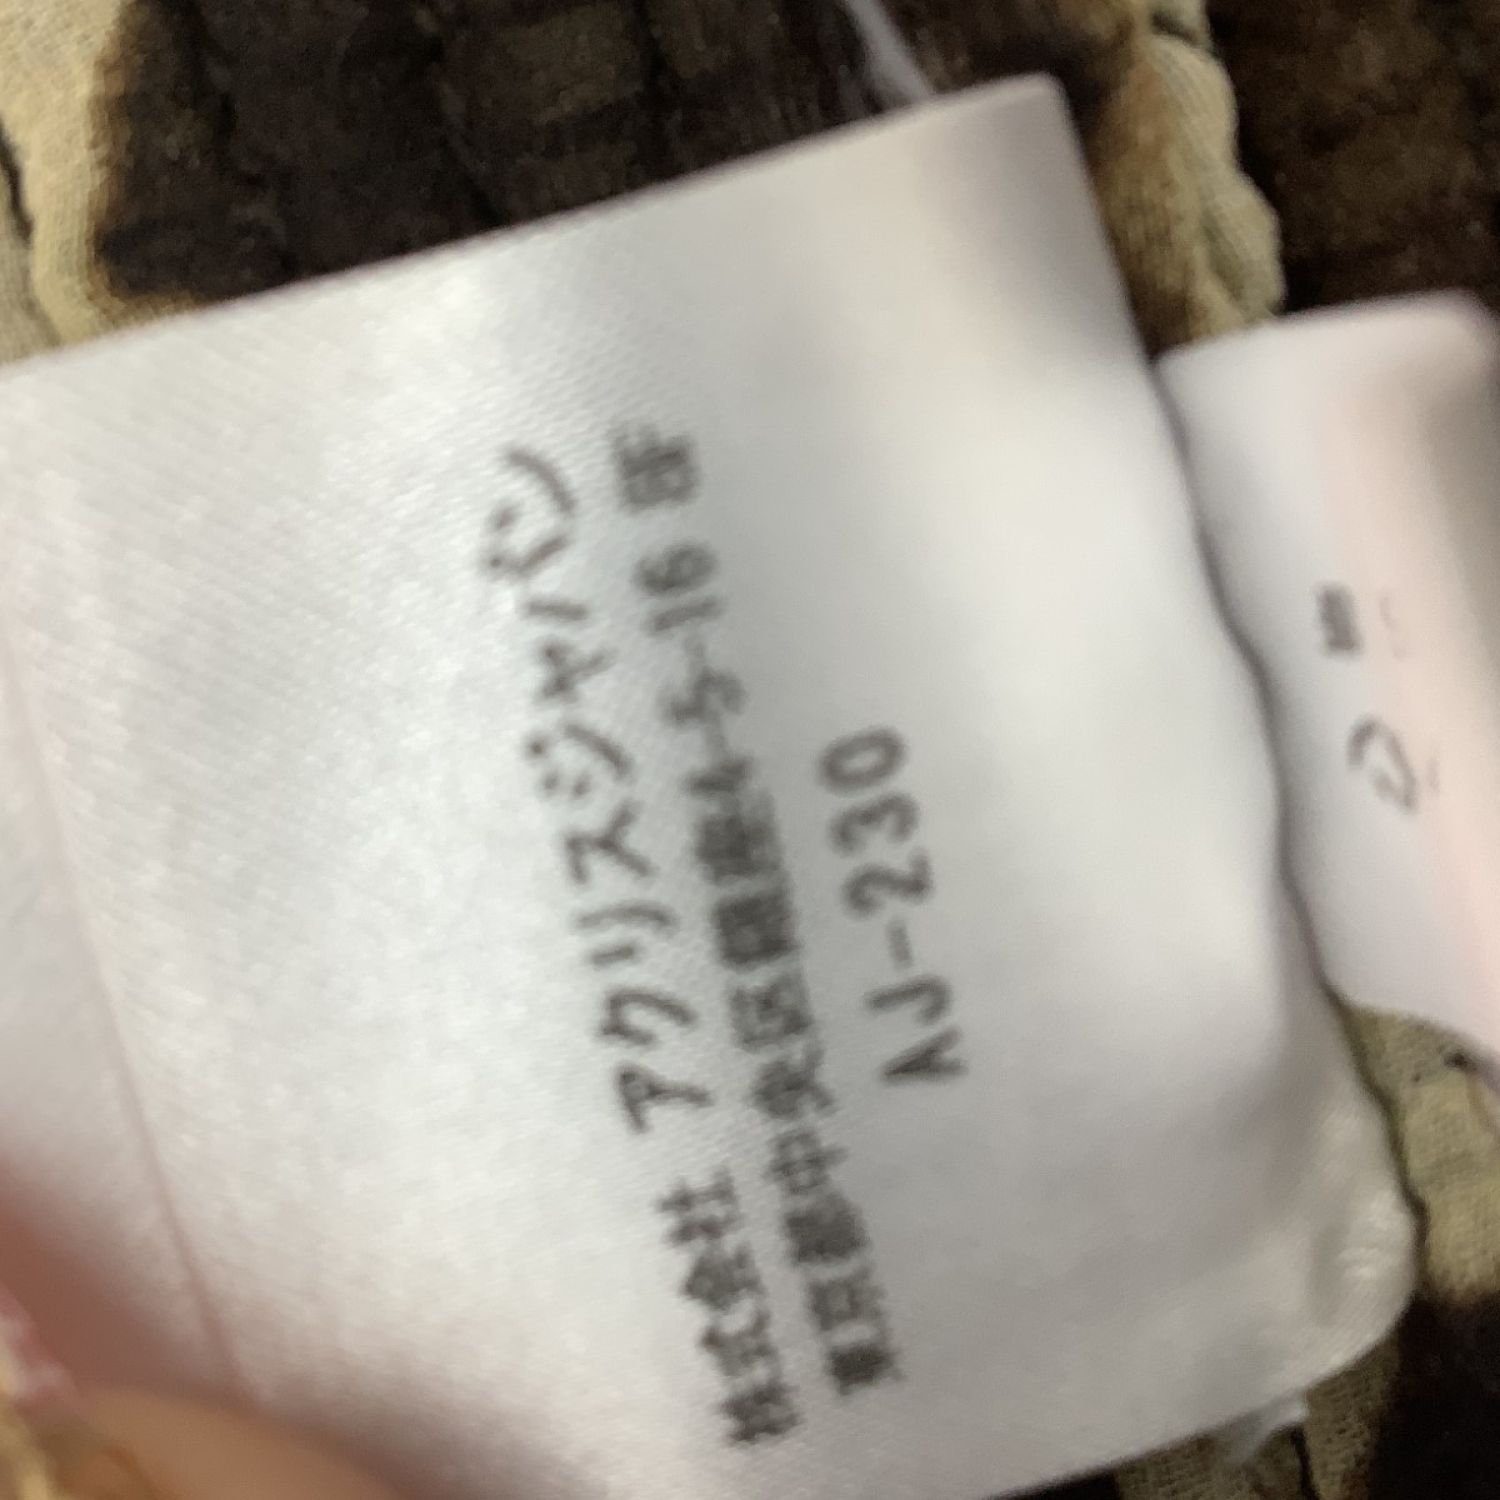 株式会社 アクリスジャパン
東京都中央区銀座4-5-16 8F
AJ-230